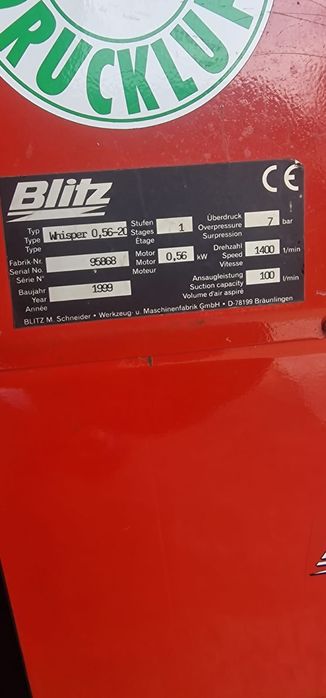 DRUCKLUF
Blitz
CE
Typ Type Type Whisper 0,56-20 Stufen Stages Étage 1 Überdruck Overpressure Surpression 7 bar
Fabrik-Nr. Serial No. Série N° 95868 Motor Motor Moteur 0,56 kW Drehzahl Speed Vitesse 1400 1/min
Baujahr Year Année 1999 Ansaugleistung Suction capacity Volume d'air aspiré 100 l/min
BLITZ M. Schneider • Werkzeug- u. Maschinenfabrik GmbH • D-78199 Bräunlingen